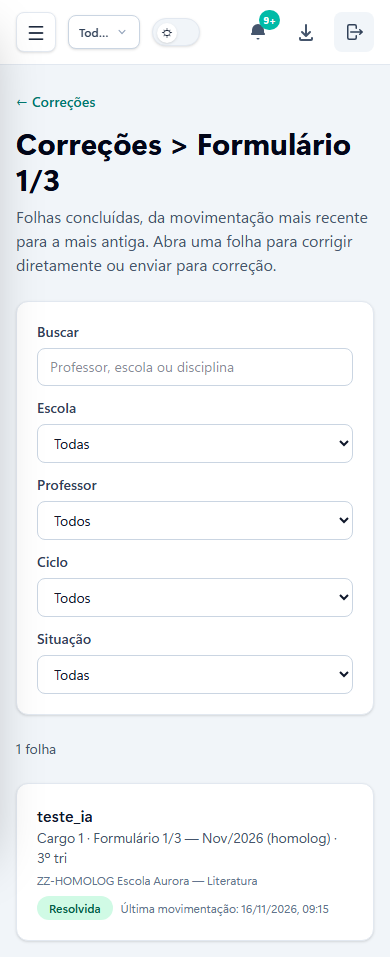 Tod...
9+
← Correções
Correções > Formulário
1/3
Folhas concluídas, da movimentação mais recente
para a mais antiga. Abra uma folha para corrigir
diretamente ou enviar para correção.
Buscar
Professor, escola ou disciplina
Escola
Todas
Professor
Todos
Ciclo
Todos
Situação
Todas
1 folha
teste_ia
Cargo 1 · Formulário 1/3 — Nov/2026 (homolog) ·
3º tri
ZZ-HOMOLOG Escola Aurora — Literatura
Resolvida Última movimentação: 16/11/2026, 09:15